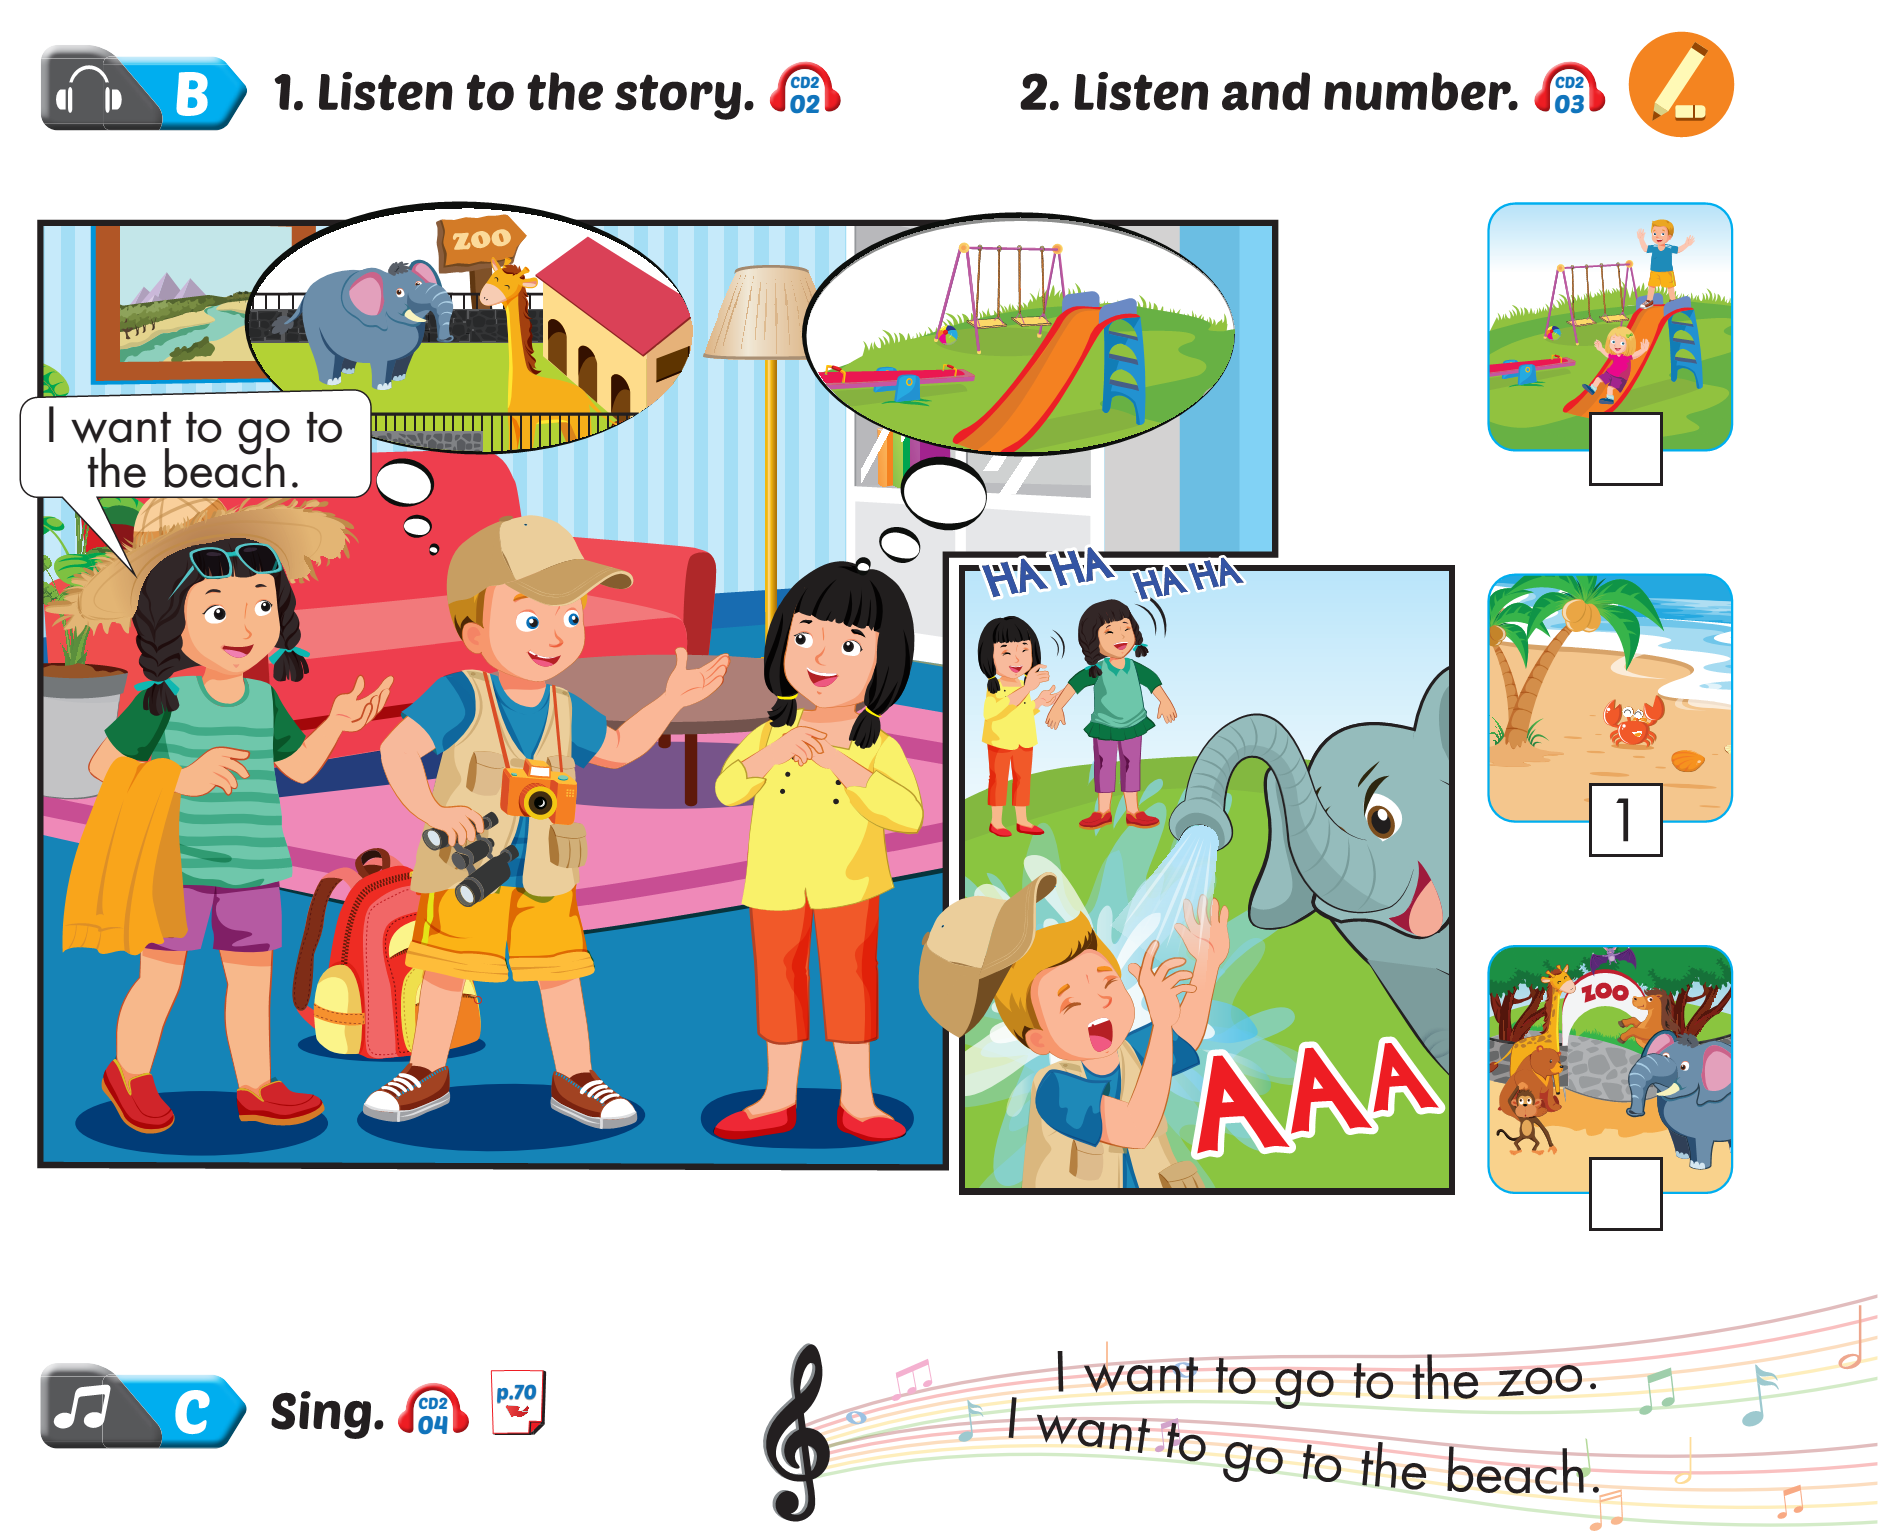 B 1. Listen to the story. CD2 02
2. Listen and number. CD2 03
ZOO
I want to go to
the beach.
HA HA HA HA
AAA
1
ZOO
C Sing. CD2 04 p.70
I want to go to the zoo.
I want to go to the beach.